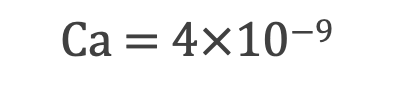 Ca = 4×10⁻⁹